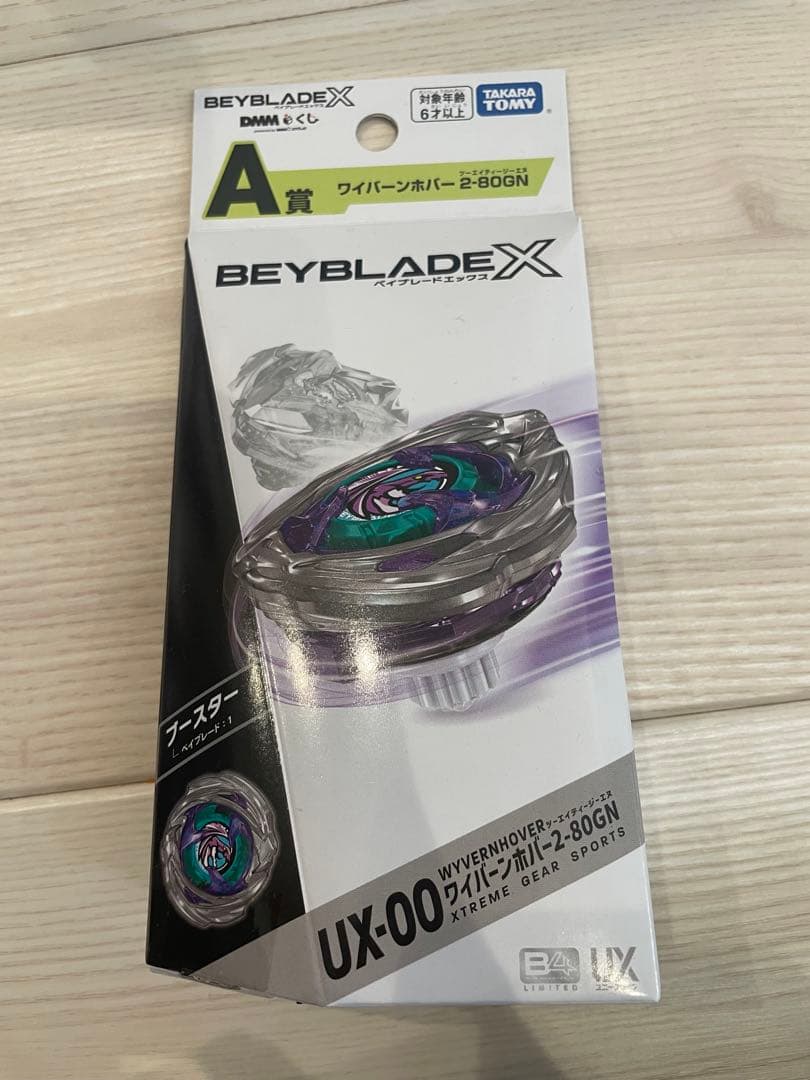 BEYBLADE X
ベイブレードエックス
DMMくじ
対象年齢
6才以上
TAKARA
TOMY
A賞
ワイバーンホバー 2-80GN
ツーエイティージーエヌ
BEYBLADE X
ベイブレードエックス
ブースター
ベイブレード:1
WYVERNHOVER
ツーエイティージーエヌ
UX-00 ワイバーンホバー2-80GN
XTREME GEAR SPORTS
B4
LIMITED
UX